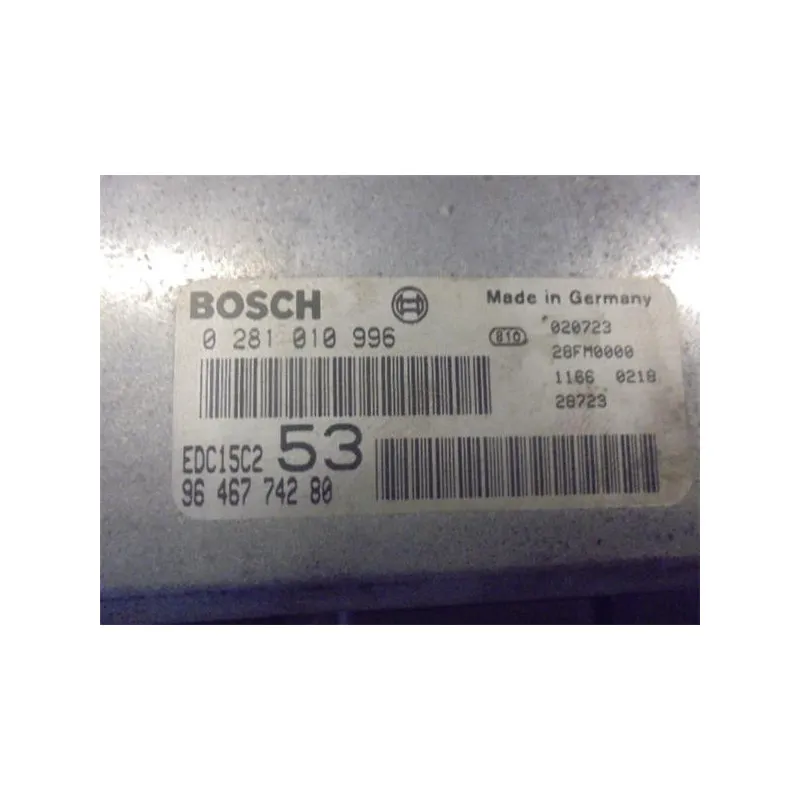 BOSCH
0 281 010 996
EDC15C2 53
96 467 742 80
Made in Germany
810
020723
28FM0000
1166 0218
28723